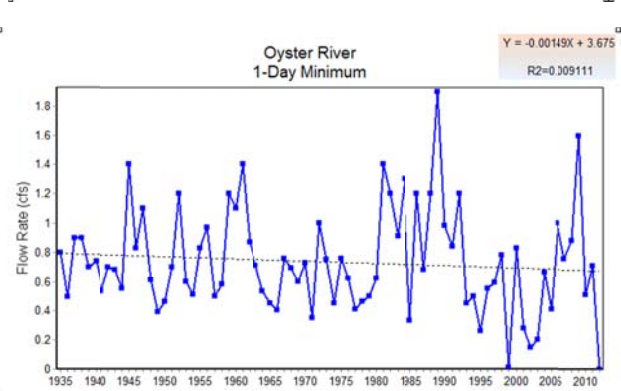 Y = -0.00149X + 3.675
R2=0.009111
Oyster River
1-Day Minimum
Flow Rate (cfs)
1.8
1.6
1.4
1.2
1
0.8
0.6
0.4
0.2
0
1935 1940 1945 1950 1955 1960 1965 1970 1975 1980 1985 1990 1995 2000 2005 2010